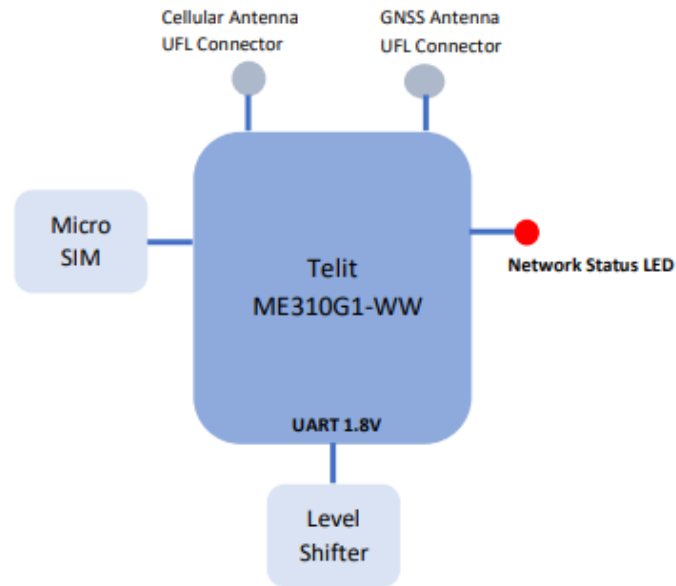 Cellular Antenna
UFL Connector
GNSS Antenna
UFL Connector
Micro
SIM
Telit
ME310G1-WW
Network Status LED
UART 1.8V
Level
Shifter